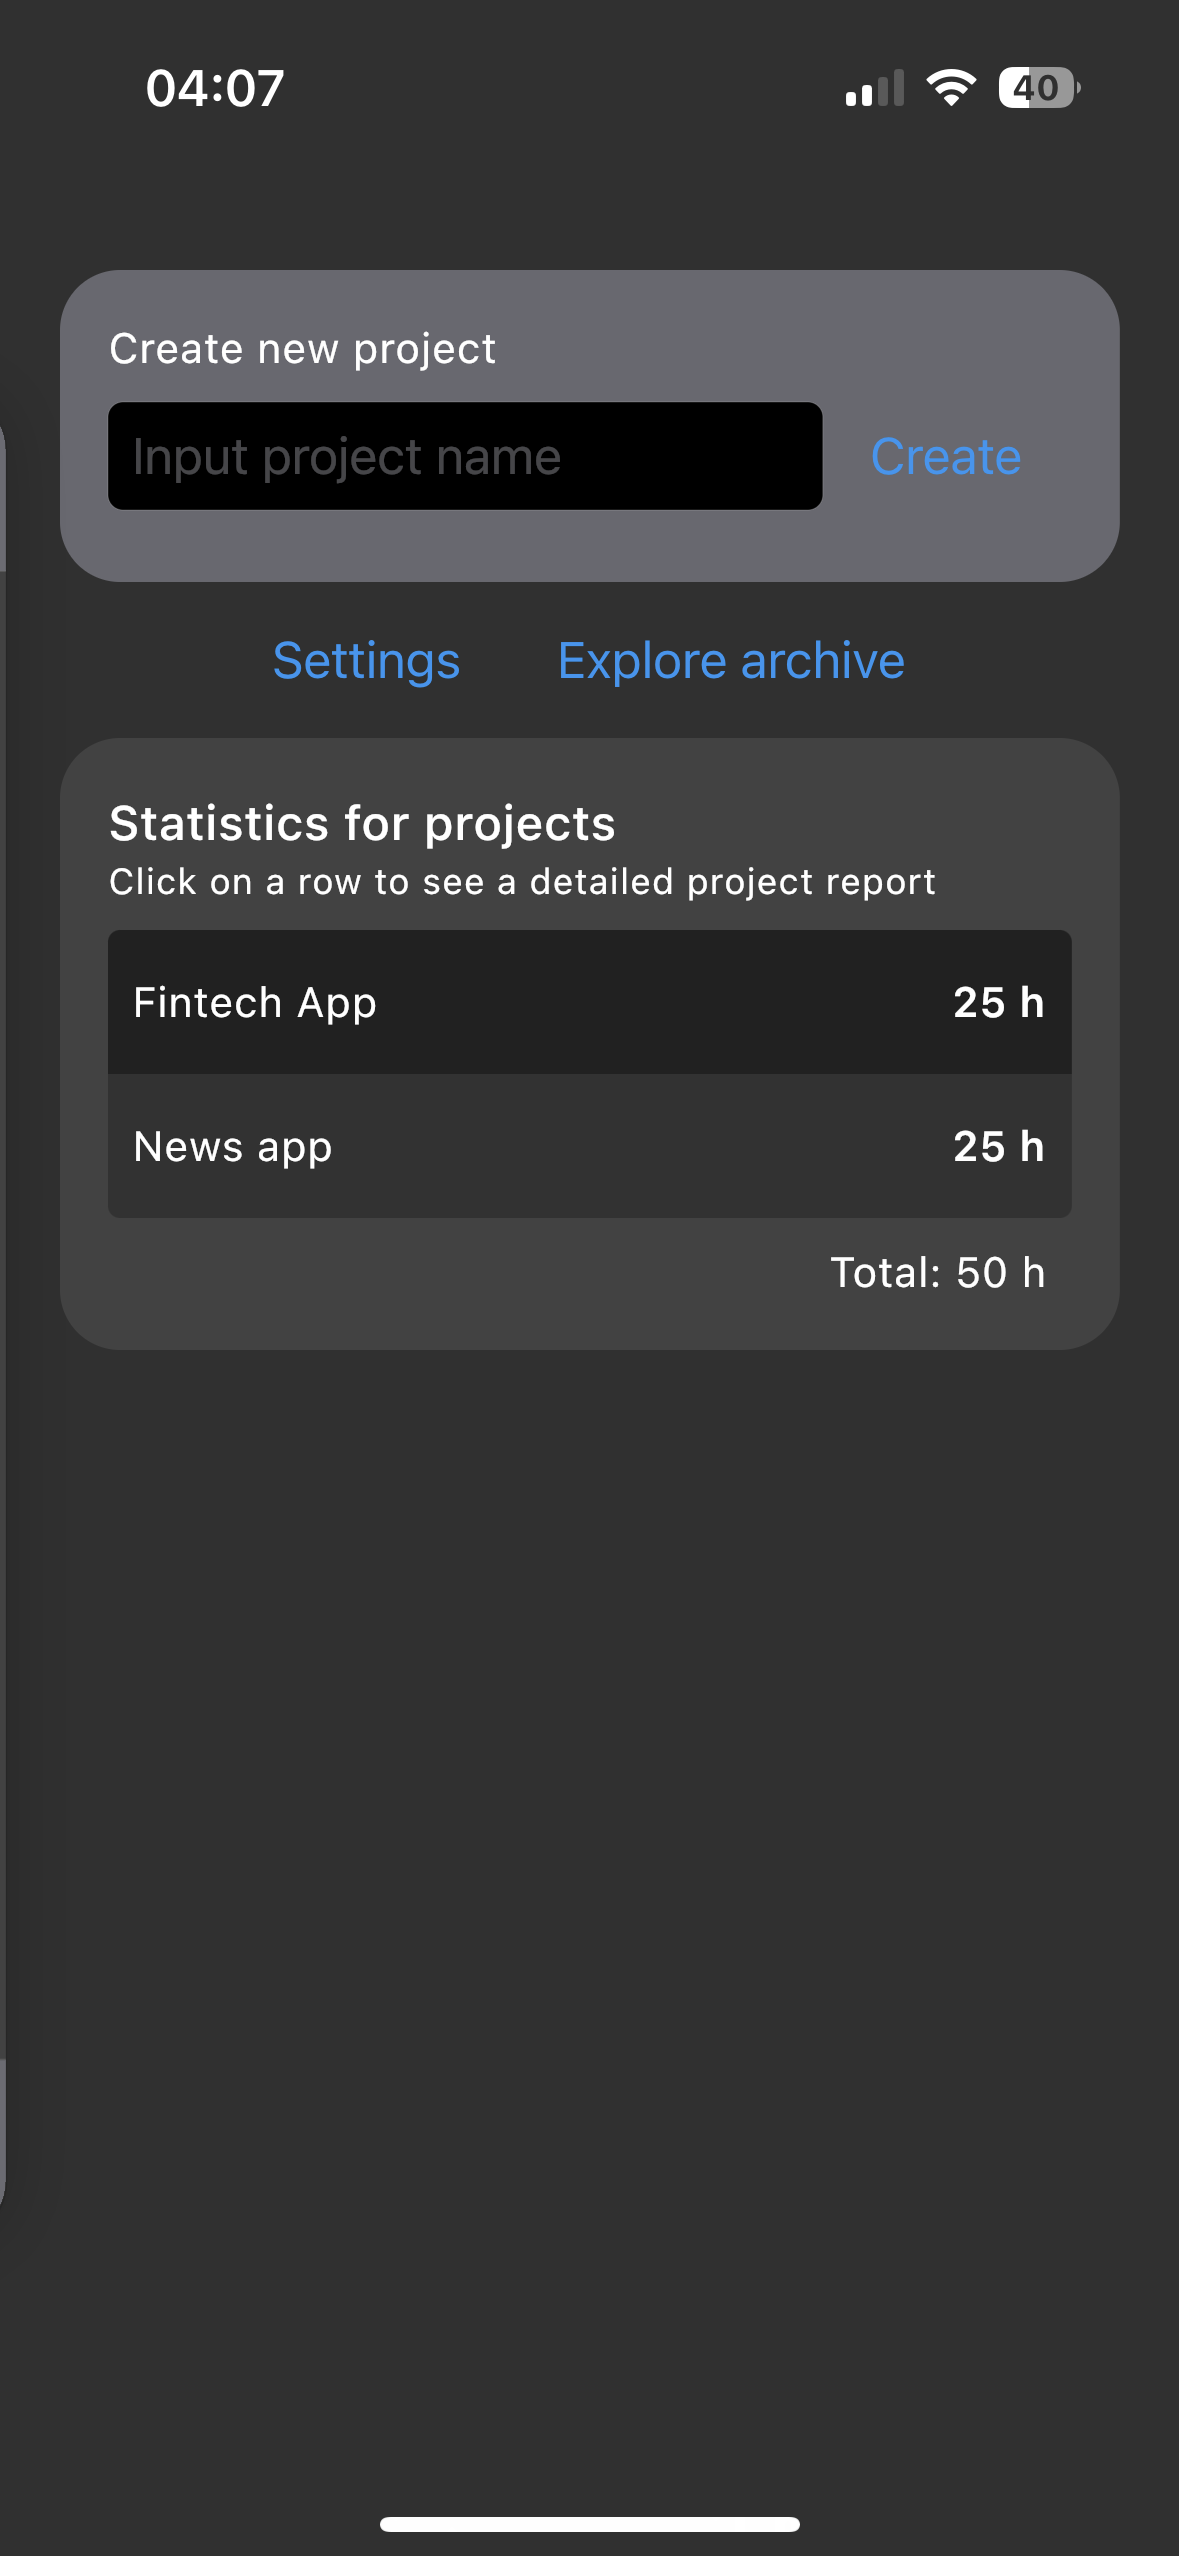 04:07
40
Create new project
Input project name
Create
Settings
Explore archive
Statistics for projects
Click on a row to see a detailed project report
Fintech App
25 h
News app
25 h
Total: 50 h